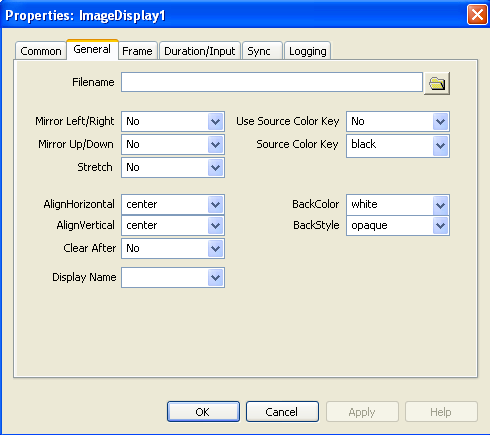 Properties: ImageDisplay1
Common General Frame Duration/Input Sync Logging
Filename
Mirror Left/Right No Use Source Color Key No
Mirror Up/Down No Source Color Key black
Stretch No
AlignHorizontal center BackColor white
AlignVertical center BackStyle opaque
Clear After No
Display Name
OK Cancel Apply Help